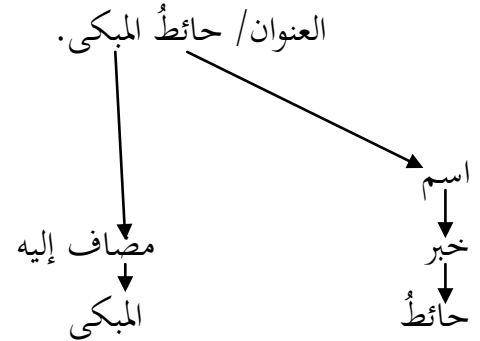 العنوان/ حائطُ المبكى.
اسم
خبر
مضاف إليه
حائطُ
المبكى